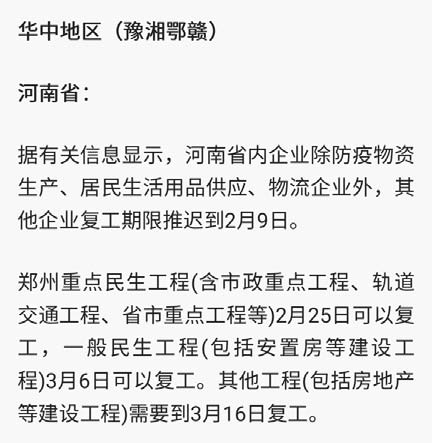 华中地区（豫湘鄂赣）
河南省：
据有关信息显示，河南省内企业除防疫物资
生产、居民生活用品供应、物流企业外，其
他企业复工期限推迟到2月9日。
郑州重点民生工程(含市政重点工程、轨道
交通工程、省市重点工程等)2月25日可以复
工，一般民生工程(包括安置房等建设工
程)3月6日可以复工。其他工程(包括房地产
等建设工程)需要到3月16日复工。